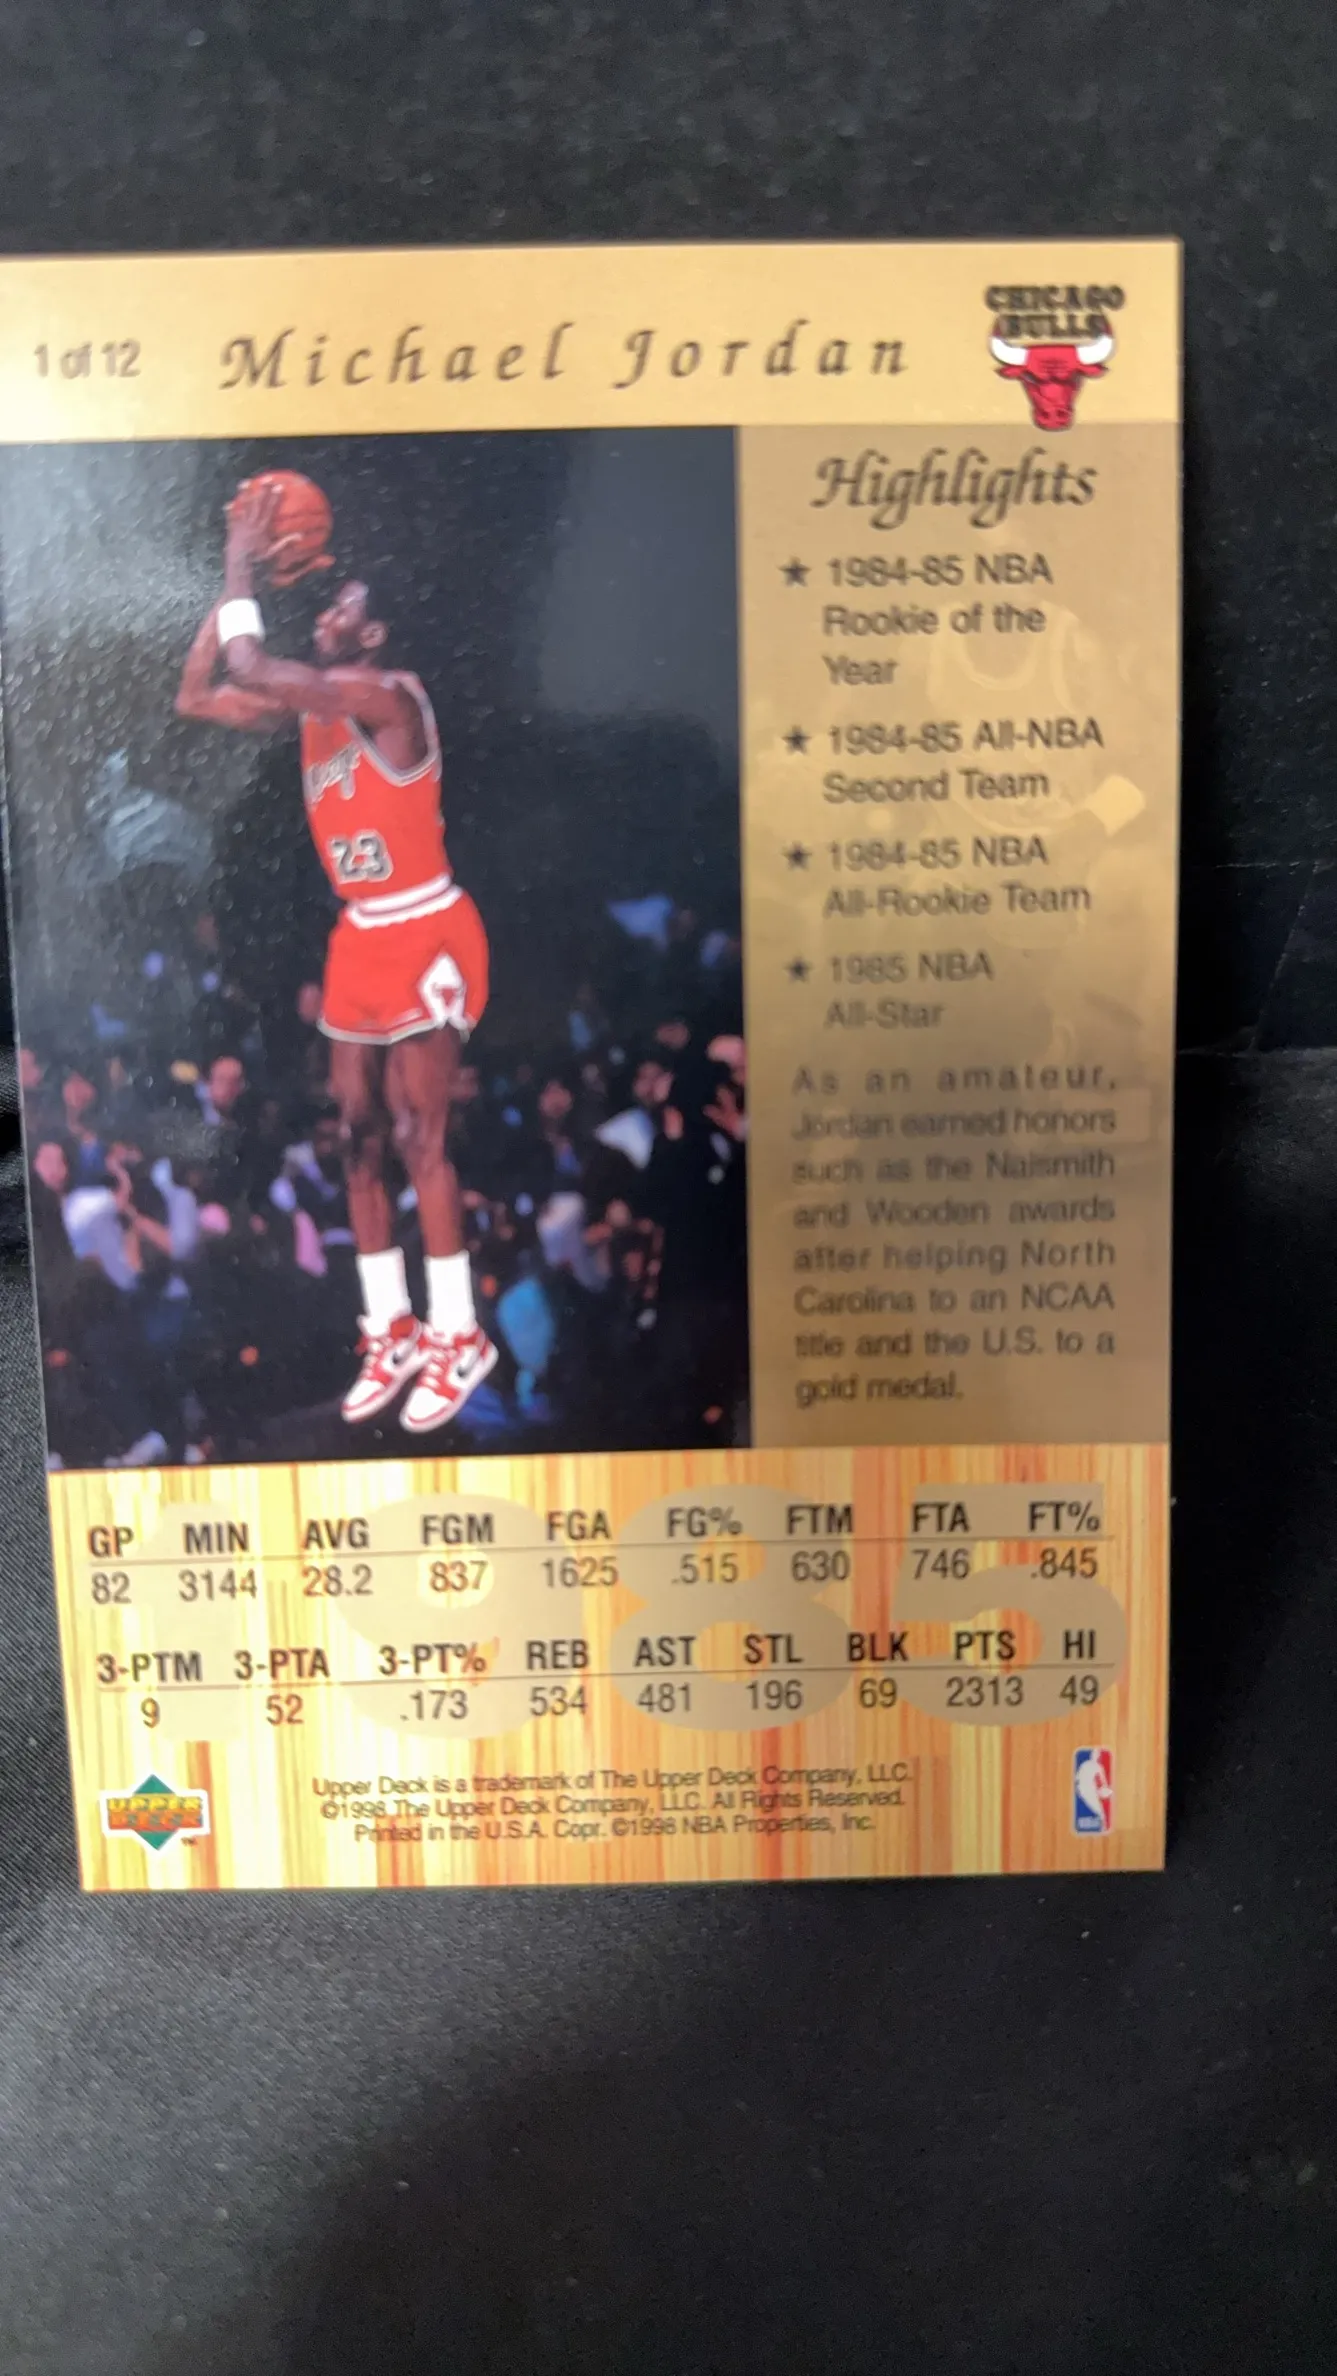 1 of 12 Michael Jordan
CHICAGO
BULLS
23
Highlights
★ 1984-85 NBA
Rookie of the
Year
★ 1984-85 All-NBA
Second Team
★ 1984-85 NBA
All-Rookie Team
★ 1985 NBA
All-Star
As an amateur,
Jordan earned honors
such as the Naismith
and Wooden awards
after helping North
Carolina to an NCAA
title and the U.S. to a
gold medal.
1985
GP MIN AVG FGM FGA FG% FTM FTA FT%
82 3144 28.2 837 1625 .515 630 746 .845
3-PTM 3-PTA 3-PT% REB AST STL BLK PTS HI
9 52 .173 534 481 196 69 2313 49
UPPER
DECK
™
Upper Deck is a trademark of The Upper Deck Company, LLC.
©1998 The Upper Deck Company, LLC. All Rights Reserved.
Printed in the U.S.A. Copr. ©1998 NBA Properties, Inc.